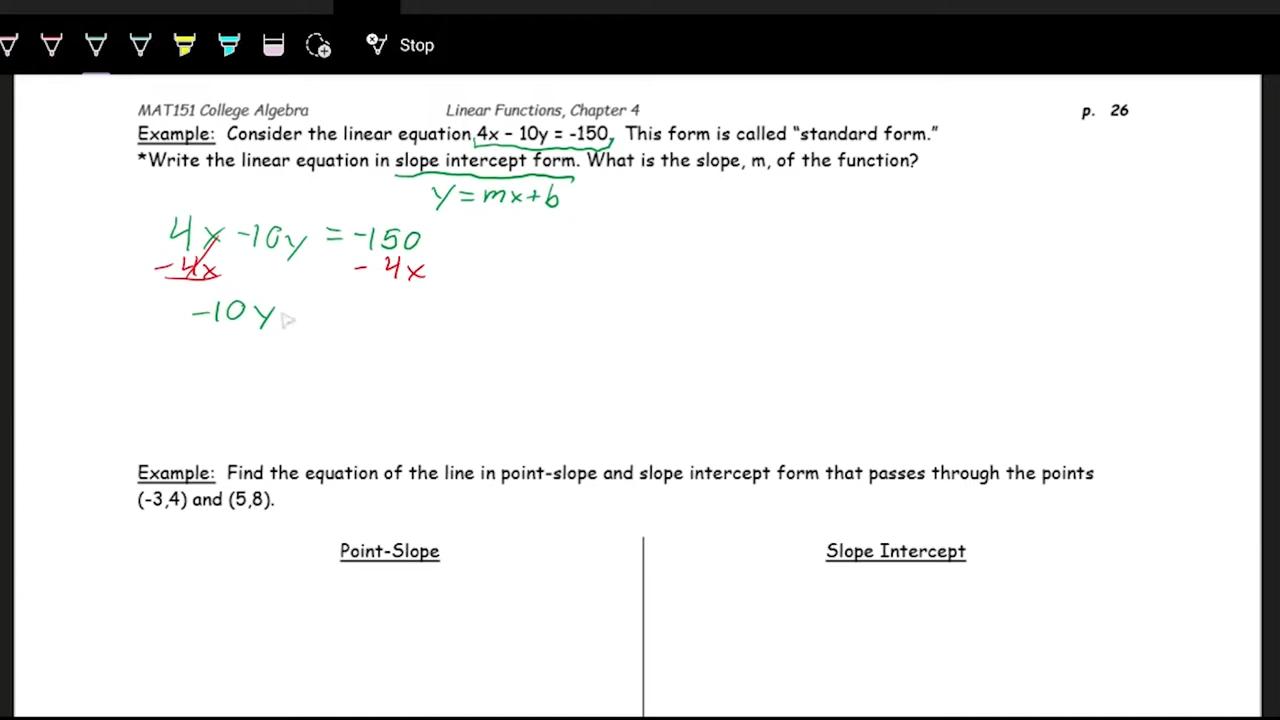 Stop
MAT151 College Algebra Linear Functions, Chapter 4 p. 26
Example: Consider the linear equation 4x - 10y = -150. This form is called “standard form.”
*Write the linear equation in slope intercept form. What is the slope, m, of the function?
y = mx+b
4x -10y = -150
- 4x - 4x
-10y
Example: Find the equation of the line in point-slope and slope intercept form that passes through the points
(-3,4) and (5,8).
Point-Slope Slope Intercept